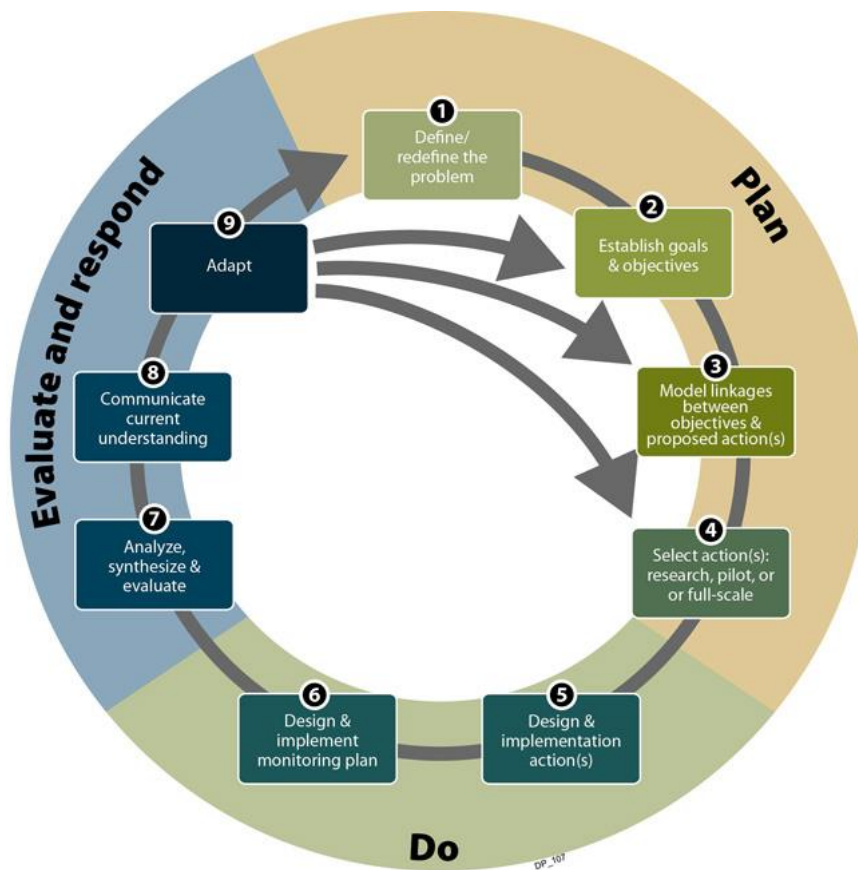 Plan
1
Define/
redefine the
problem
2
Establish goals
& objectives
3
Model linkages
between
objectives &
proposed action(s)
4
Select action(s):
research, pilot, or
or full-scale
Do
5
Design &
implementation
action(s)
6
Design &
implement
monitoring plan
Evaluate and respond
7
Analyze,
synthesize &
evaluate
8
Communicate
current
understanding
9
Adapt
DP_107